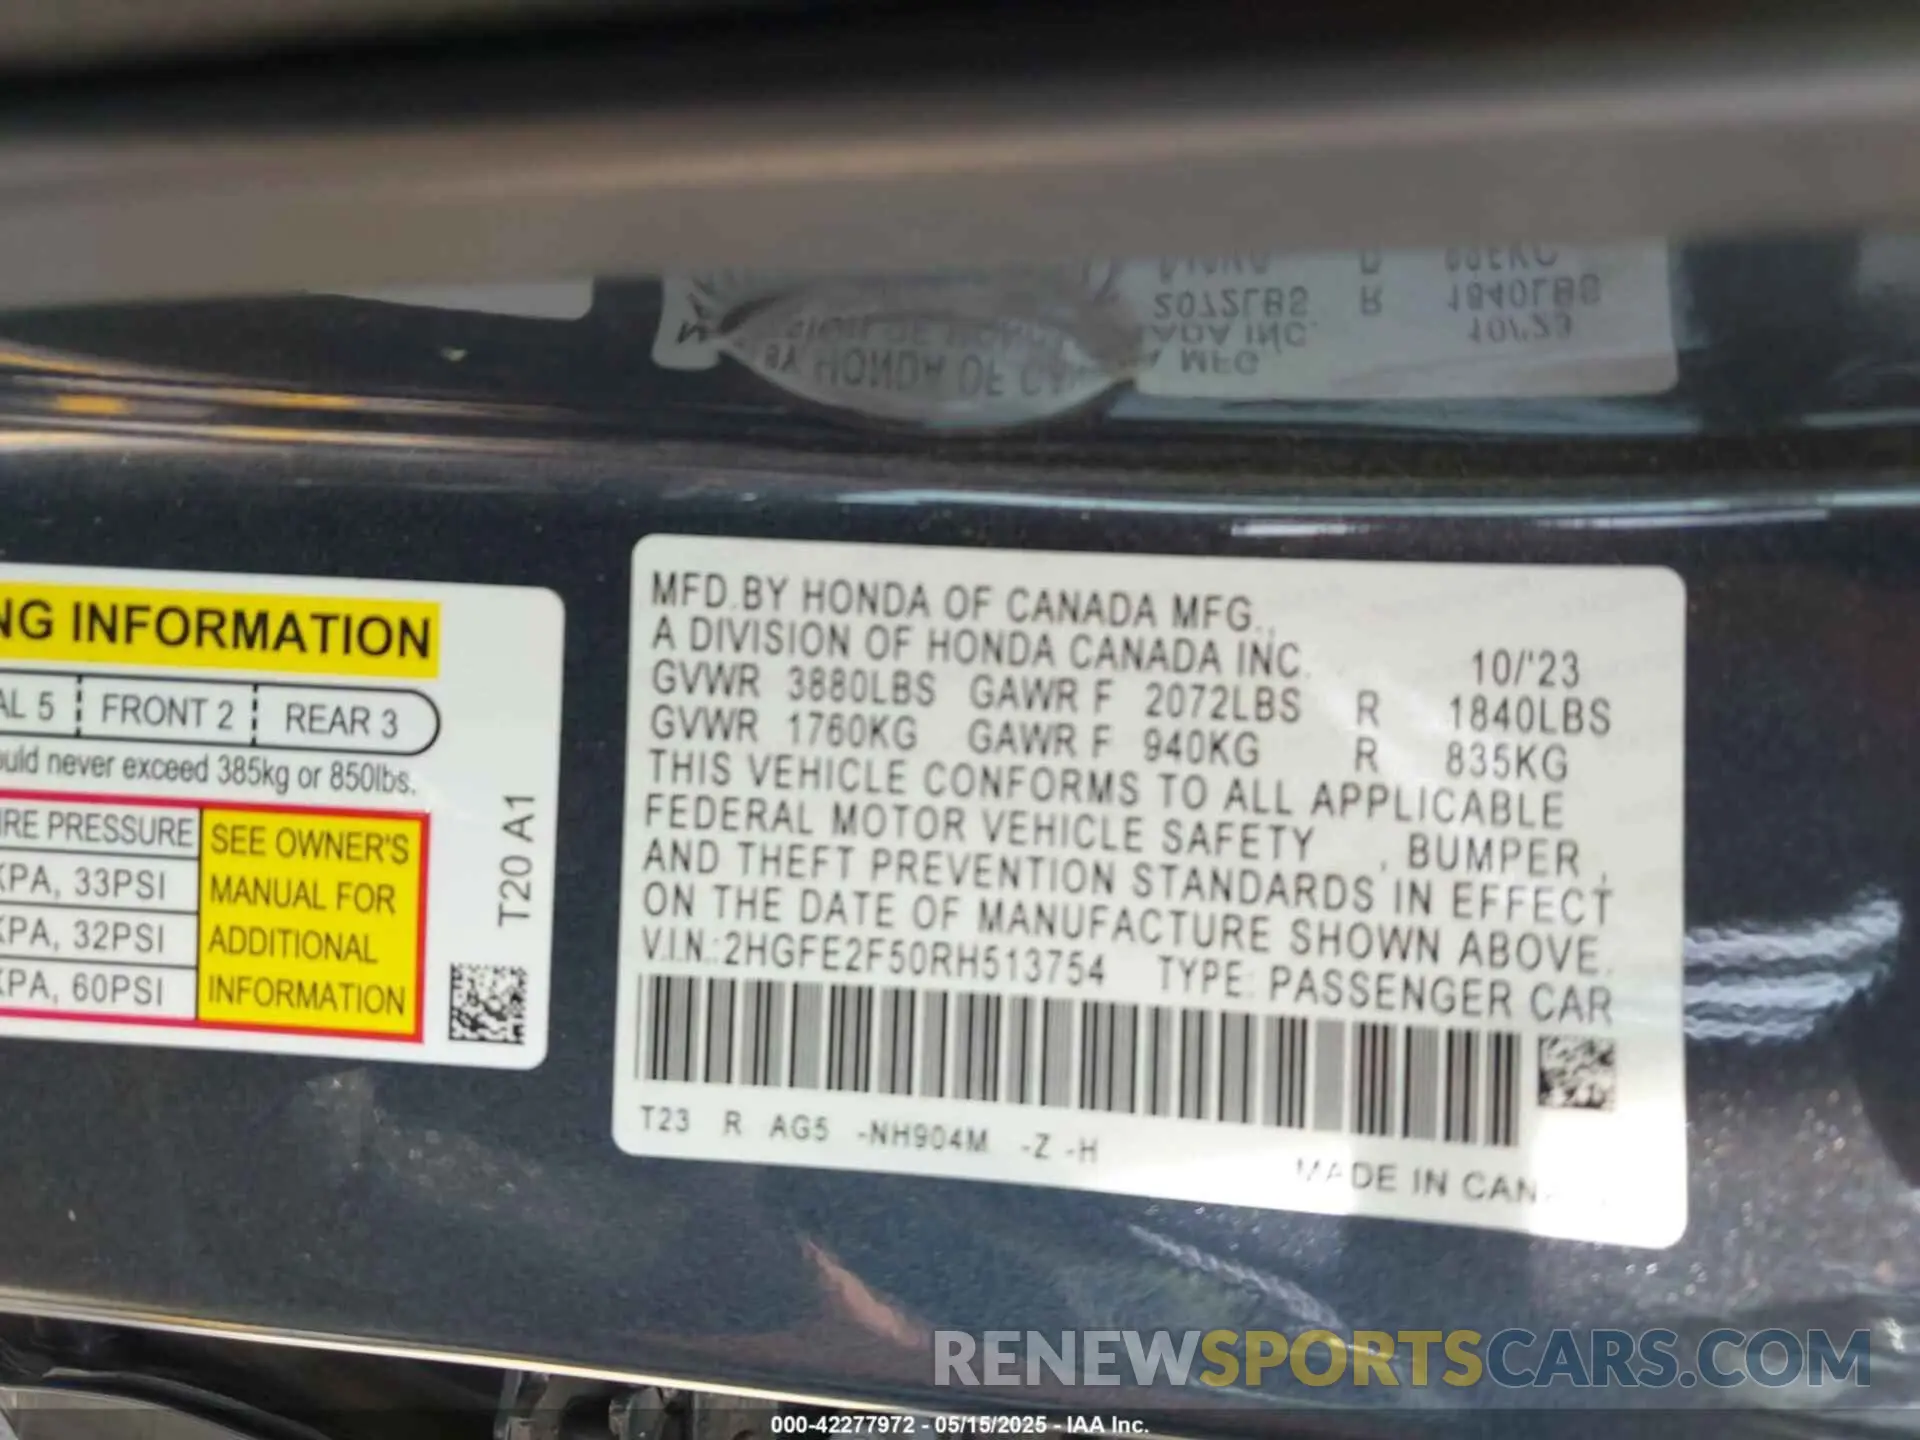 NG INFORMATION
AL 5 FRONT 2 REAR 3
ould never exceed 385kg or 850lbs.
IRE PRESSURE
KPA, 33PSI
KPA, 32PSI
KPA, 60PSI
SEE OWNER'S
MANUAL FOR
ADDITIONAL
INFORMATION
T20 A1
MFD.BY HONDA OF CANADA MFG.,
A DIVISION OF HONDA CANADA INC. 10/'23
GVWR 3880LBS GAWR F 2072LBS R 1840LBS
GVWR 1760KG GAWR F 940KG R 835KG
THIS VEHICLE CONFORMS TO ALL APPLICABLE
FEDERAL MOTOR VEHICLE SAFETY , BUMPER ,
AND THEFT PREVENTION STANDARDS IN EFFECT
ON THE DATE OF MANUFACTURE SHOWN ABOVE.
V.I.N.:2HGFE2F50RH513754 TYPE: PASSENGER CAR
T23 R AG5 -NH904M -Z -H
MADE IN CAN
RENEWSPORTSCARS.COM
000-42277972 - 05/15/2025 - IAA Inc.